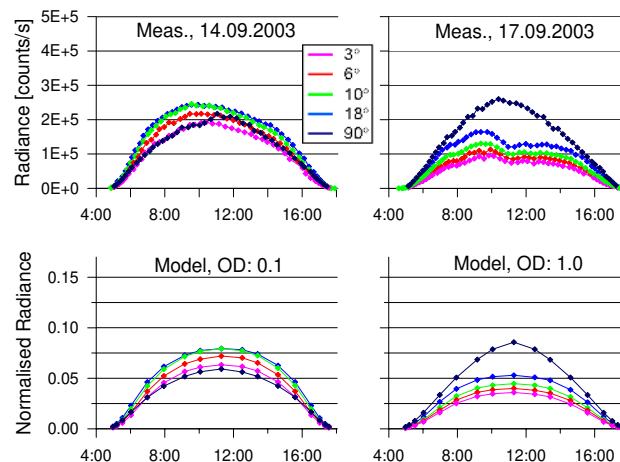 Meas., 14.09.2003
Meas., 17.09.2003
Radiance [counts/s]
5E+5
4E+5
3E+5
2E+5
1E+5
0E+0
3°
6°
10°
18°
90°
4:00 8:00 12:00 16:00
4:00 8:00 12:00 16:00
Model, OD: 0.1
Model, OD: 1.0
Normalised Radiance
0.15
0.10
0.05
0.00
4:00 8:00 12:00 16:00
4:00 8:00 12:00 16:00